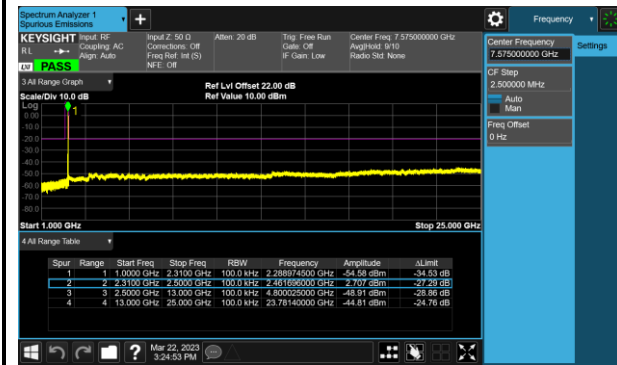 Spectrum Analyzer 1
Spurious Emissions
Frequency
KEYSIGHT Input: RF Input Z: 50 Ω Atten: 20 dB Trig: Free Run Center Freq: 7.575000000 GHz
RL Coupling: AC Corrections: Off Gate: Off Avg|Hold: 9/10
Align: Auto Freq Ref: Int (S) IF Gain: Low Radio Std: None
NFE: Off
LXI PASS
Center Frequency
7.575000000 GHz
Settings
CF Step
2.500000 MHz
Auto
Man
Freq Offset
0 Hz
3 All Range Graph
Ref Lvl Offset 22.00 dB
Scale/Div 10.0 dB Ref Value 10.00 dBm
Log
1
0.00
-10.0
-20.0
-30.0
-40.0
-50.0
-60.0
-70.0
-80.0
Start 1.000 GHz Stop 25.000 GHz
4 All Range Table
Spur Range Start Freq Stop Freq RBW Frequency Amplitude ΔLimit
1 1 1.0000 GHz 2.3100 GHz 100.0 kHz 2.288974500 GHz -54.58 dBm -34.53 dB
2 2 2.3100 GHz 2.5000 GHz 100.0 kHz 2.461696000 GHz 2.707 dBm -27.29 dB
3 3 2.5000 GHz 13.000 GHz 100.0 kHz 4.800025000 GHz -48.91 dBm -28.86 dB
4 4 13.000 GHz 25.000 GHz 100.0 kHz 23.78140000 GHz -44.81 dBm -24.76 dB
?
Mar 22, 2023
3:24:53 PM